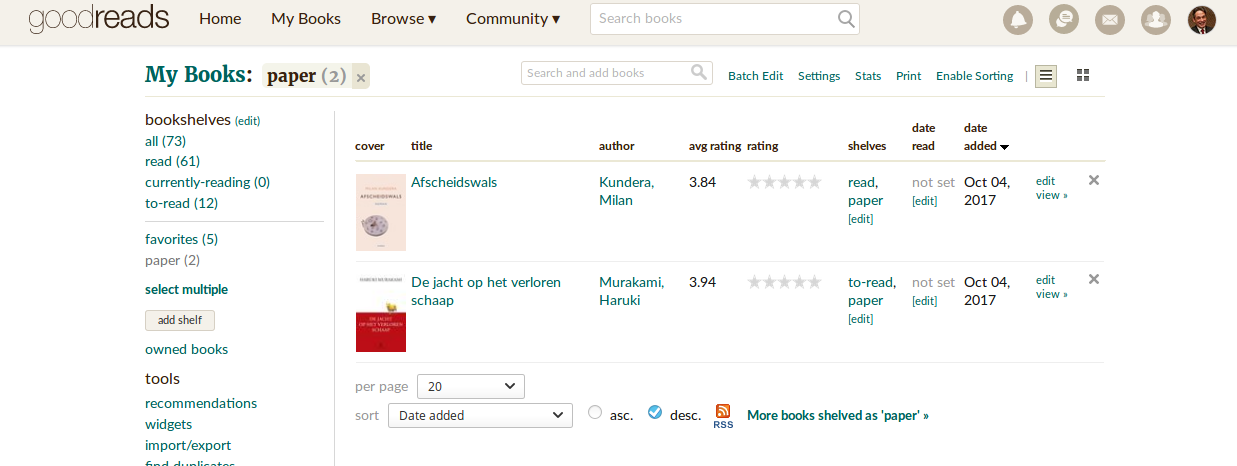 goodreads Home My Books Browse ▾ Community ▾ Search books
My Books: paper (2) × Search and add books Batch Edit Settings Stats Print Enable Sorting |
bookshelves (edit)
all (73)
read (61)
currently-reading (0)
to-read (12)
favorites (5)
paper (2)
select multiple
add shelf
owned books
tools
recommendations
widgets
import/export
find duplicates
cover title author avg rating rating shelves date read date added
AFSCHEIDSWALS
Afscheidswals Kundera, 3.84 read, not set Oct 04, edit
Milan paper [edit] 2017 view »
[edit]
HARUKI MURAKAMI
DE JACHT
OP HET VERLOREN
SCHAAP
De jacht op het verloren Murakami, 3.94 to-read, not set Oct 04, edit
schaap Haruki paper [edit] 2017 view »
[edit]
per page 20
sort Date added asc. desc. RSS More books shelved as 'paper' »